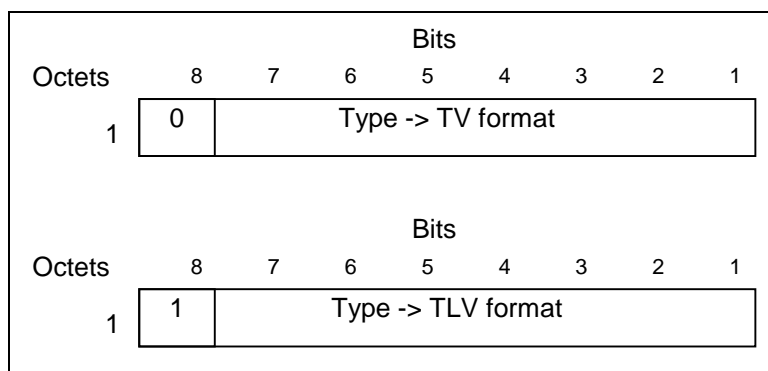 Bits
Octets 8 7 6 5 4 3 2 1
1 0 Type -> TV format
Bits
Octets 8 7 6 5 4 3 2 1
1 1 Type -> TLV format